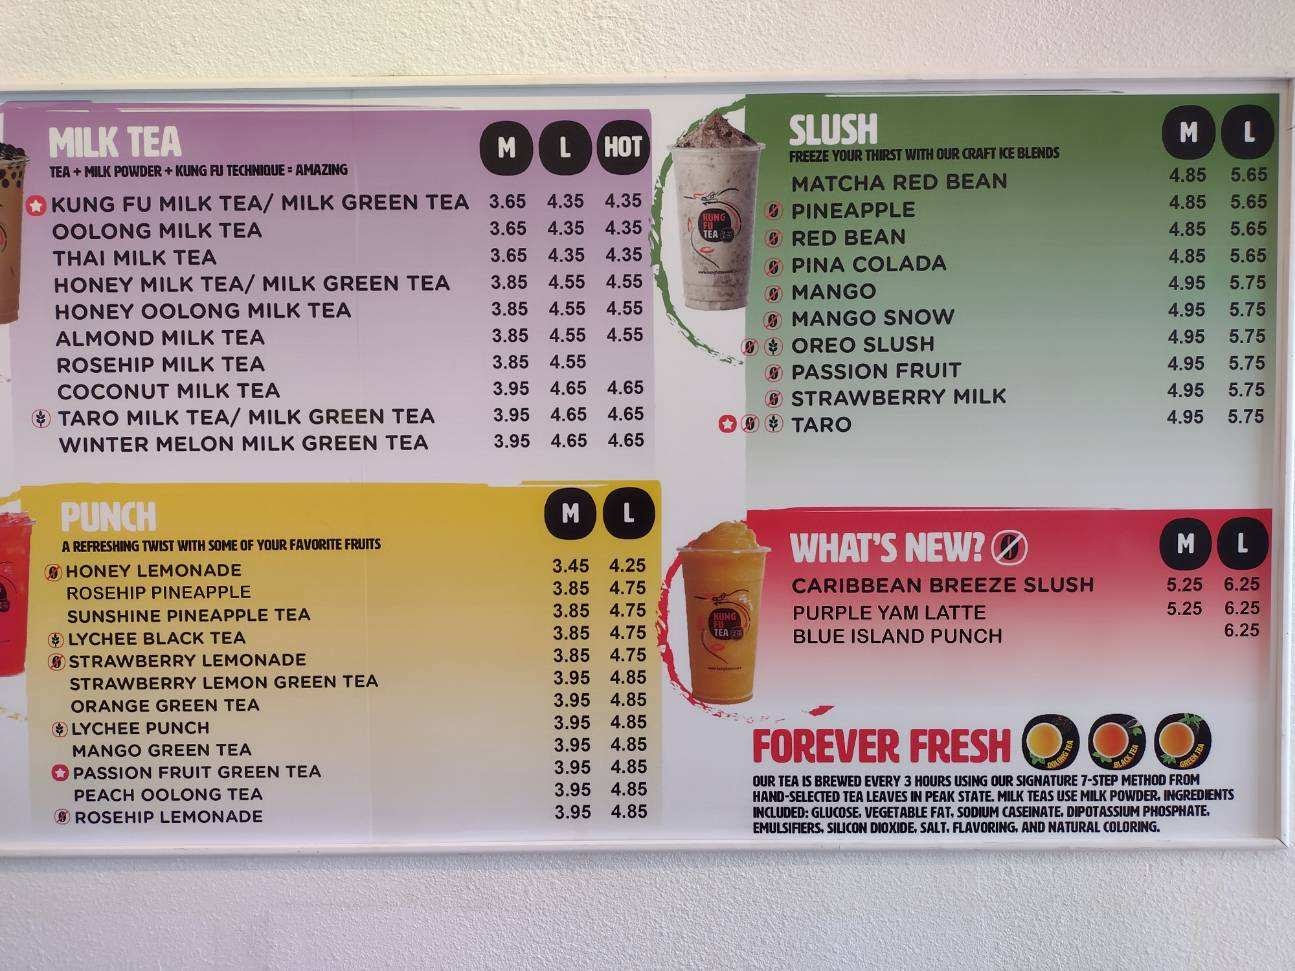 MILK TEA M L HOT
TEA + MILK POWDER + KUNG FU TECHNIQUE = AMAZING
KUNG FU MILK TEA/ MILK GREEN TEA 3.65 4.35 4.35
OOLONG MILK TEA 3.65 4.35 4.35
THAI MILK TEA 3.65 4.35 4.35
HONEY MILK TEA/ MILK GREEN TEA 3.85 4.55 4.55
HONEY OOLONG MILK TEA 3.85 4.55 4.55
ALMOND MILK TEA 3.85 4.55 4.55
ROSEHIP MILK TEA 3.85 4.55
COCONUT MILK TEA 3.95 4.65 4.65
TARO MILK TEA/ MILK GREEN TEA 3.95 4.65 4.65
WINTER MELON MILK GREEN TEA 3.95 4.65 4.65
PUNCH M L
A REFRESHING TWIST WITH SOME OF YOUR FAVORITE FRUITS
HONEY LEMONADE 3.45 4.25
ROSEHIP PINEAPPLE 3.85 4.75
SUNSHINE PINEAPPLE TEA 3.85 4.75
LYCHEE BLACK TEA 3.85 4.75
STRAWBERRY LEMONADE 3.85 4.75
STRAWBERRY LEMON GREEN TEA 3.95 4.85
ORANGE GREEN TEA 3.95 4.85
LYCHEE PUNCH 3.95 4.85
MANGO GREEN TEA 3.95 4.85
PASSION FRUIT GREEN TEA 3.95 4.85
PEACH OOLONG TEA 3.95 4.85
ROSEHIP LEMONADE 3.95 4.85
KUNG
FU
TEA
SLUSH M L
FREEZE YOUR THIRST WITH OUR CRAFT ICE BLENDS
MATCHA RED BEAN 4.85 5.65
PINEAPPLE 4.85 5.65
RED BEAN 4.85 5.65
PINA COLADA 4.85 5.65
MANGO 4.95 5.75
MANGO SNOW 4.95 5.75
OREO SLUSH 4.95 5.75
PASSION FRUIT 4.95 5.75
STRAWBERRY MILK 4.95 5.75
TARO 4.95 5.75
KUNG
FU
TEA
WHAT'S NEW? M L
CARIBBEAN BREEZE SLUSH 5.25 6.25
PURPLE YAM LATTE 5.25 6.25
BLUE ISLAND PUNCH 6.25
FOREVER FRESH OOLONG TEA BLACK TEA GREEN TEA
OUR TEA IS BREWED EVERY 3 HOURS USING OUR SIGNATURE 7-STEP METHOD FROM
HAND-SELECTED TEA LEAVES IN PEAK STATE. MILK TEAS USE MILK POWDER. INGREDIENTS
INCLUDED: GLUCOSE, VEGETABLE FAT, SODIUM CASEINATE, DIPOTASSIUM PHOSPHATE,
EMULSIFIERS, SILICON DIOXIDE, SALT, FLAVORING, AND NATURAL COLORING.